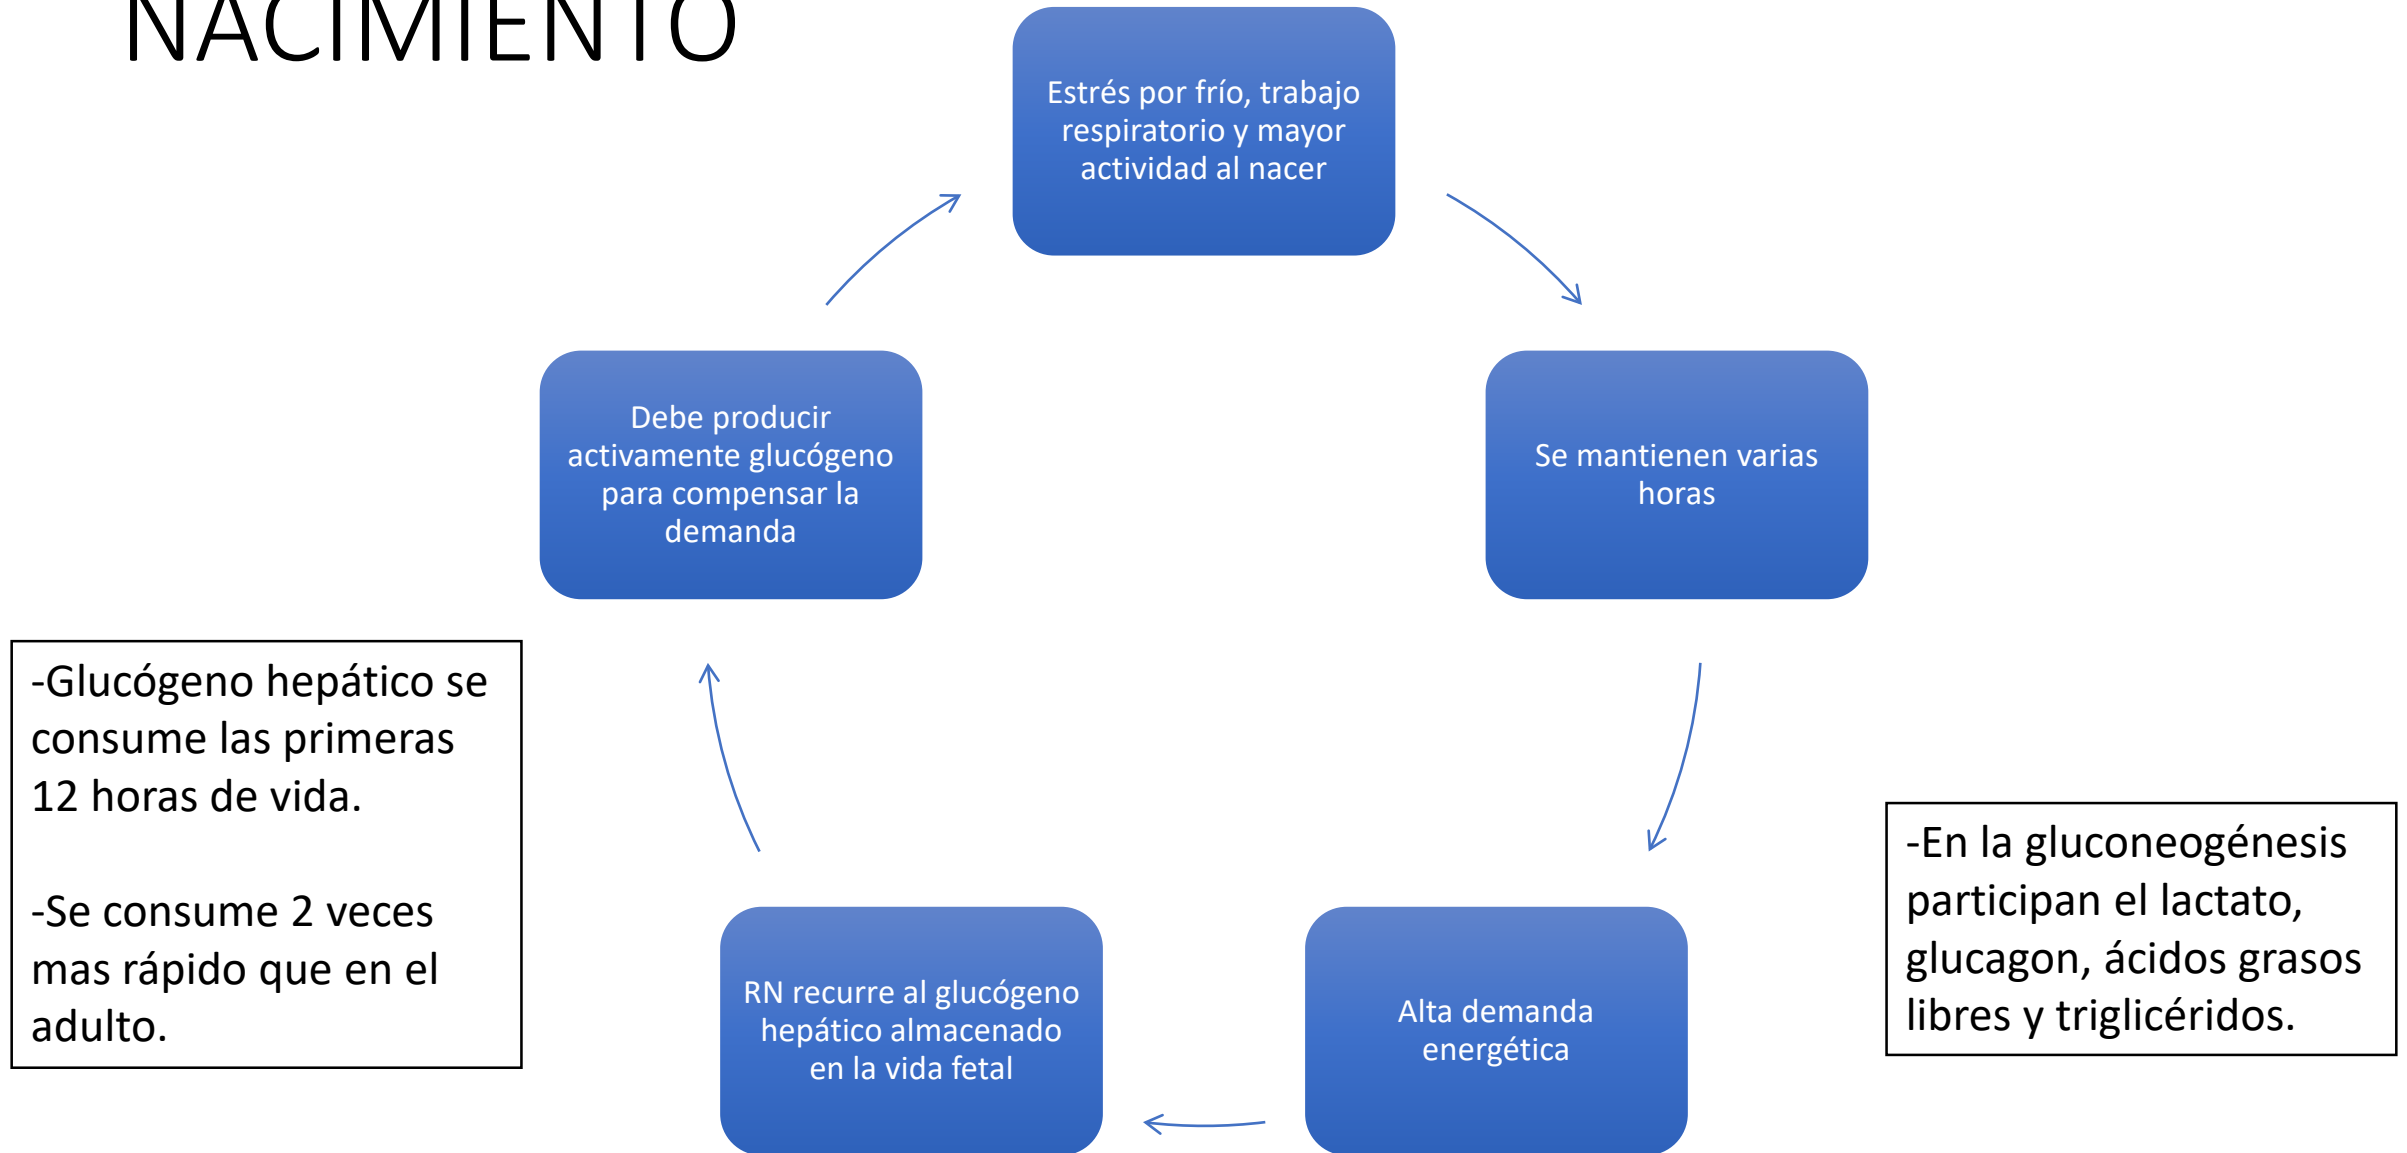 NACIMIENTO
Estrés por frío, trabajo
respiratorio y mayor
actividad al nacer
Se mantienen varias
horas
Alta demanda
energética
RN recurre al glucógeno
hepático almacenado
en la vida fetal
Debe producir
activamente glucógeno
para compensar la
demanda
-Glucógeno hepático se
consume las primeras
12 horas de vida.
-Se consume 2 veces
mas rápido que en el
adulto.
-En la gluconeogénesis
participan el lactato,
glucagon, ácidos grasos
libres y triglicéridos.